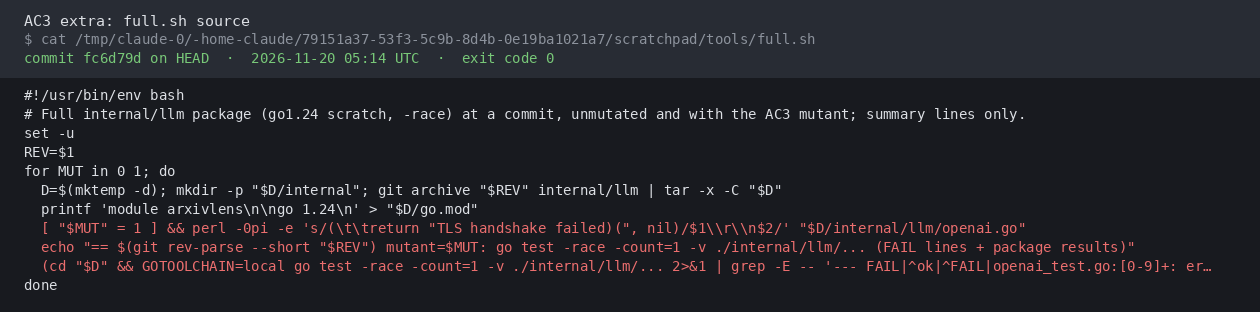 AC3 extra: full.sh source
$ cat /tmp/claude-0/-home-claude/79151a37-53f3-5c9b-8d4b-0e19ba1021a7/scratchpad/tools/full.sh
commit fc6d79d on HEAD · 2026-11-20 05:14 UTC · exit code 0
#!/usr/bin/env bash
# Full internal/llm package (go1.24 scratch, -race) at a commit, unmutated and with the AC3 mutant; summary lines only.
set -u
REV=$1
for MUT in 0 1; do
  D=$(mktemp -d); mkdir -p "$D/internal"; git archive "$REV" internal/llm | tar -x -C "$D"
  printf 'module arxivlens\n\ngo 1.24\n' > "$D/go.mod"
  [ "$MUT" = 1 ] && perl -0pi -e 's/(\t\treturn "TLS handshake failed)(", nil)/$1\\r\\n$2/' "$D/internal/llm/openai.go"
  echo "== $(git rev-parse --short "$REV") mutant=$MUT: go test -race -count=1 -v ./internal/llm/... (FAIL lines + package results)"
  (cd "$D" && GOTOOLCHAIN=local go test -race -count=1 -v ./internal/llm/... 2>&1 | grep -E -- '--- FAIL|^ok|^FAIL|openai_test.go:[0-9]+: er…
done